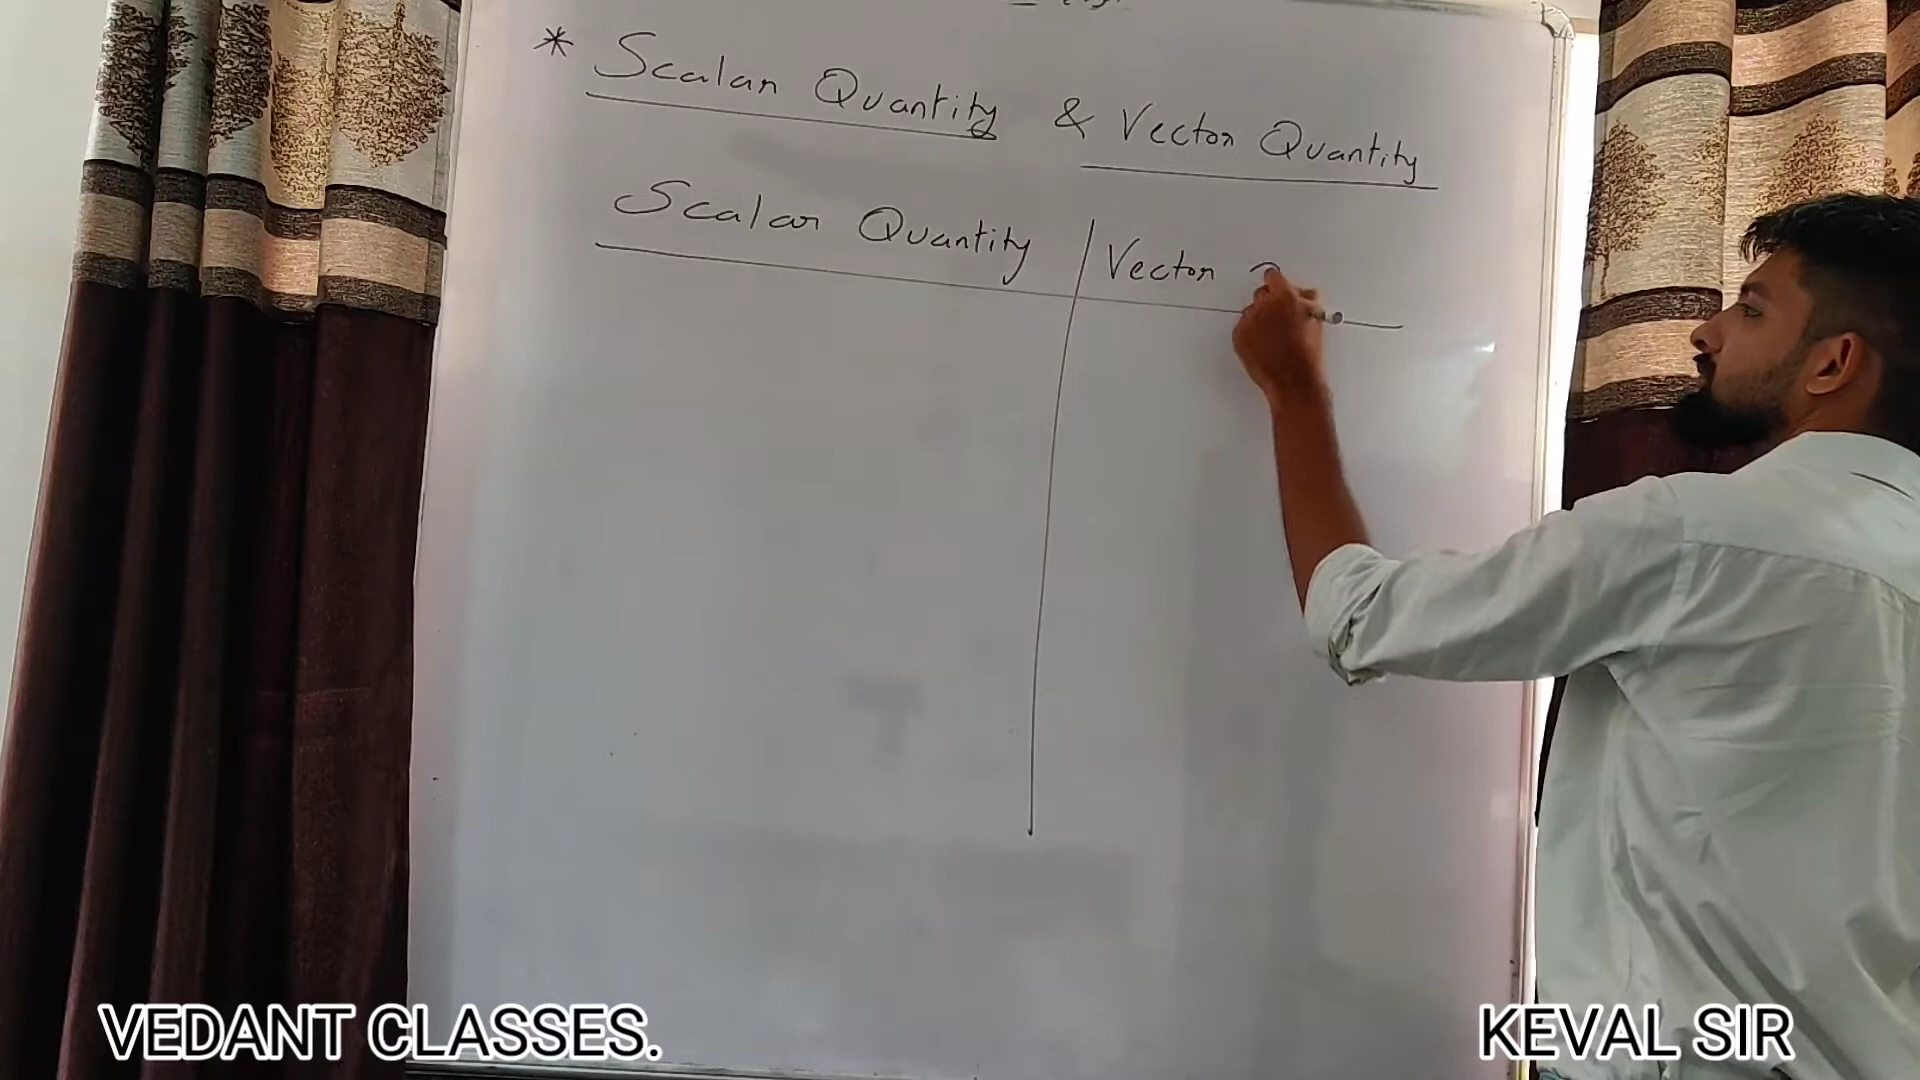 * Scalar Quantity & Vector Quantity
Scalar Quantity Vector
VEDANT CLASSES. KEVAL SIR